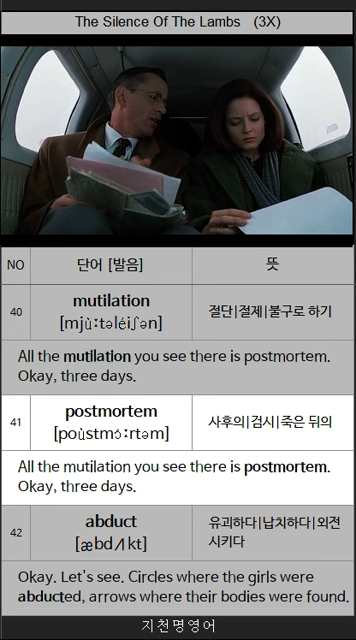 The Silence Of The Lambs (3X)
NO 단어 [발음] 뜻
40 mutilation 절단|절제|불구로 하기
[mjùːtəléiʃən]
All the mutilation you see there is postmortem.
Okay, three days.
41 postmortem 사후의|검시|죽은 뒤의
[poùstmɔ́ːrtəm]
All the mutilation you see there is postmortem.
Okay, three days.
42 abduct 유괴하다|납치하다|외전
[æbdʌkt] 시키다
Okay. Let's see. Circles where the girls were
abducted, arrows where their bodies were found.
지천명영어